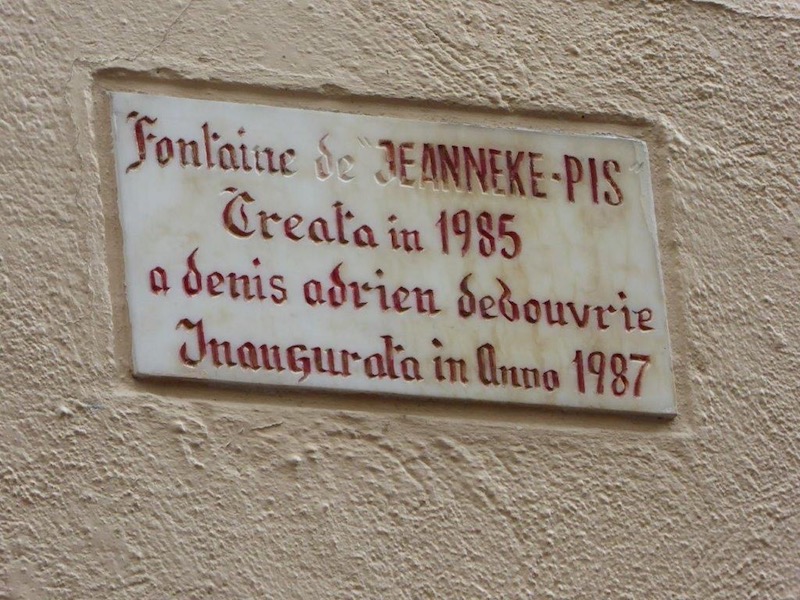 Fontaine de "JEANNEKE-PIS"
Creata in 1985
a denis adrien debouvrie
Inaugurata in Anno 1987